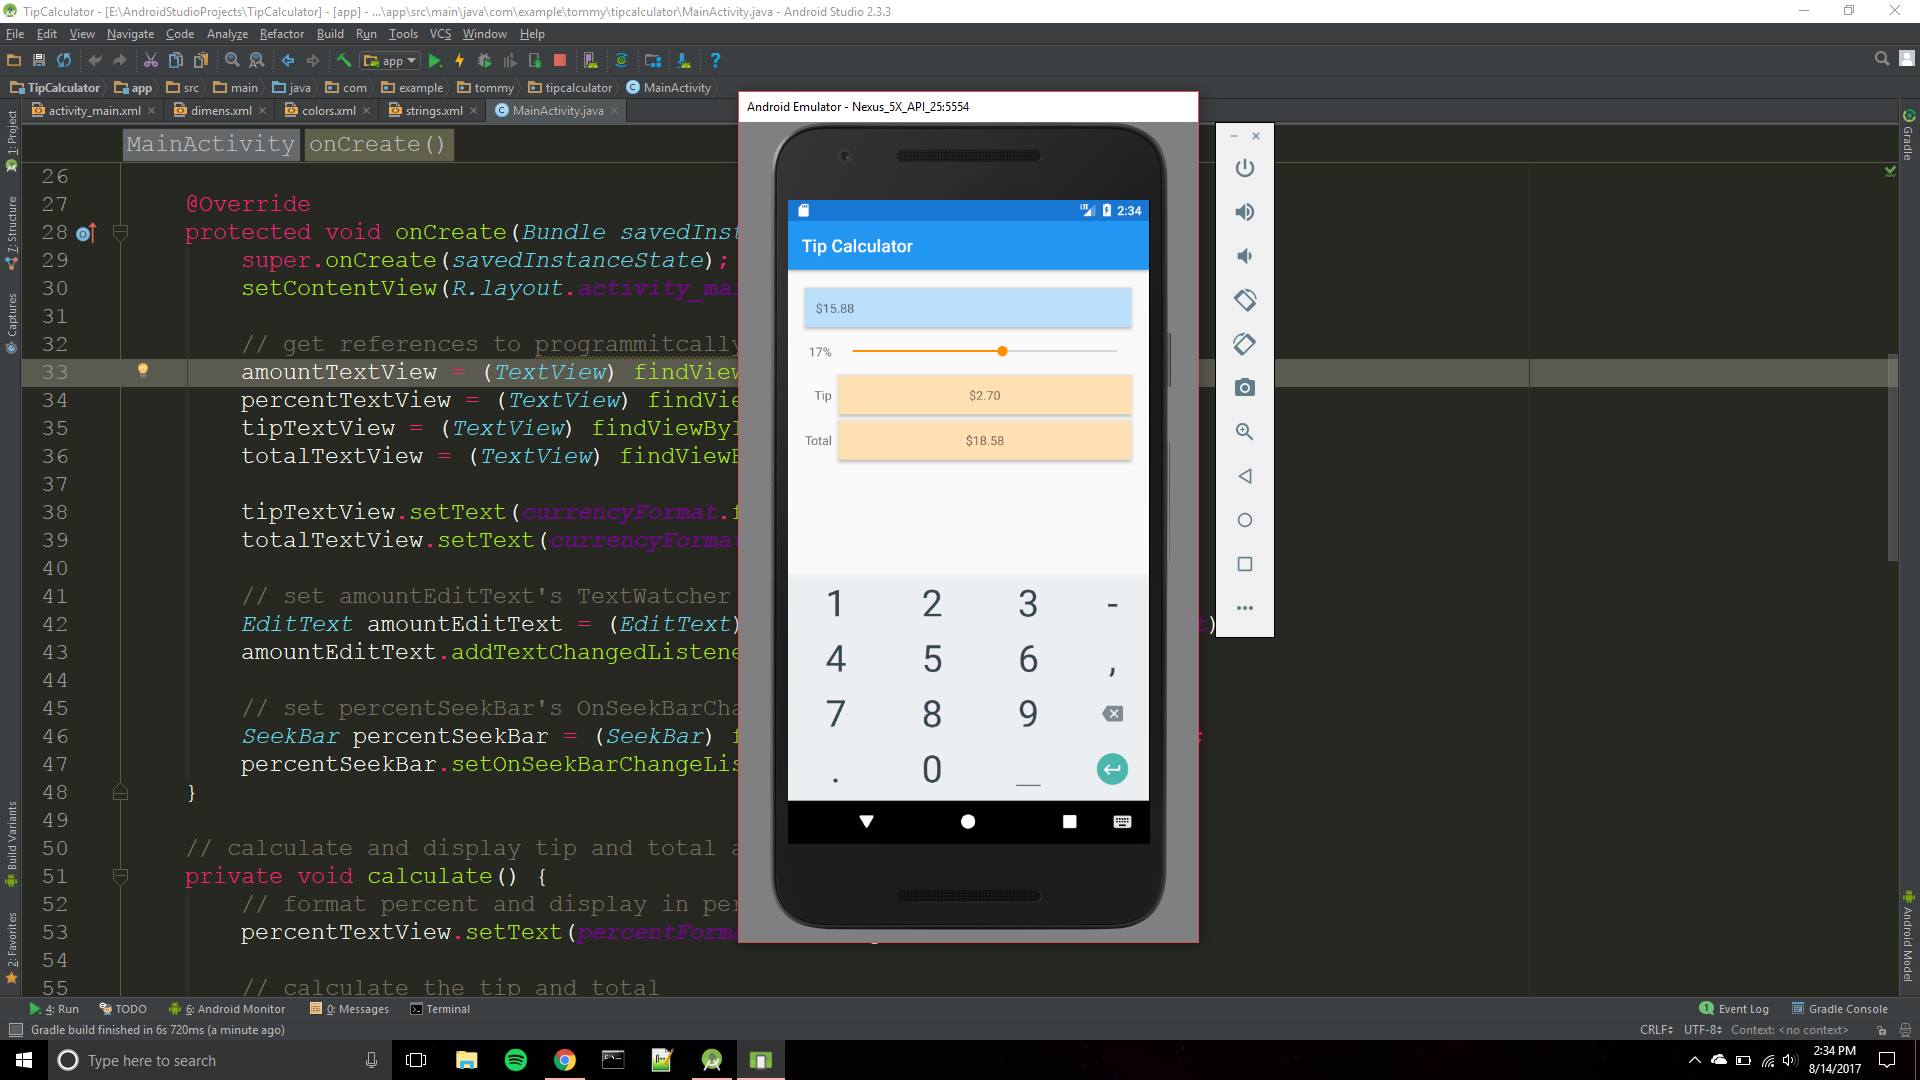 TipCalculator - [E:\AndroidStudioProjects\TipCalculator] - [app] - ...\app\src\main\java\com\example\tommy\tipcalculator\MainActivity.java - Android Studio 2.3.3
File Edit View Navigate Code Analyze Refactor Build Run Tools VCS Window Help
app
TipCalculator app src main java com example tommy tipcalculator MainActivity
activity_main.xml dimens.xml colors.xml strings.xml MainActivity.java
MainActivity onCreate()
1: Project
7: Structure
Captures
Build Variants
2: Favorites
26
27 @Override
28 protected void onCreate(Bundle savedInst
29 super.onCreate(savedInstanceState);
30 setContentView(R.layout.activity_mai
31
32 // get references to programmitcally
33 amountTextView = (TextView) findView
34 percentTextView = (TextView) findVie
35 tipTextView = (TextView) findViewByI
36 totalTextView = (TextView) findViewB
37
38 tipTextView.setText(currencyFormat.f
39 totalTextView.setText(currencyForma
40
41 // set amountEditText's TextWatcher
42 EditText amountEditText = (EditText)
43 amountEditText.addTextChangedListene
44
45 // set percentSeekBar's OnSeekBarCha
46 SeekBar percentSeekBar = (SeekBar) f
47 percentSeekBar.setOnSeekBarChangeLis
48 }
49
50 // calculate and display tip and total a
51 private void calculate() {
52 // format percent and display in per
53 percentTextView.setText(percentForma
54
55 // calculate the tip and total
Android Emulator - Nexus_5X_API_25:5554
LTE 2:34
Tip Calculator
$15.88
17%
Tip $2.70
Total $18.58
1 2 3 -
4 5 6 ,
7 8 9
. 0 _
Gradle
Android Model
4: Run TODO 6: Android Monitor 0: Messages Terminal 1 Event Log Gradle Console
Gradle build finished in 6s 720ms (a minute ago) CRLF UTF-8 Context: <no context>
Type here to search
2:34 PM
8/14/2017